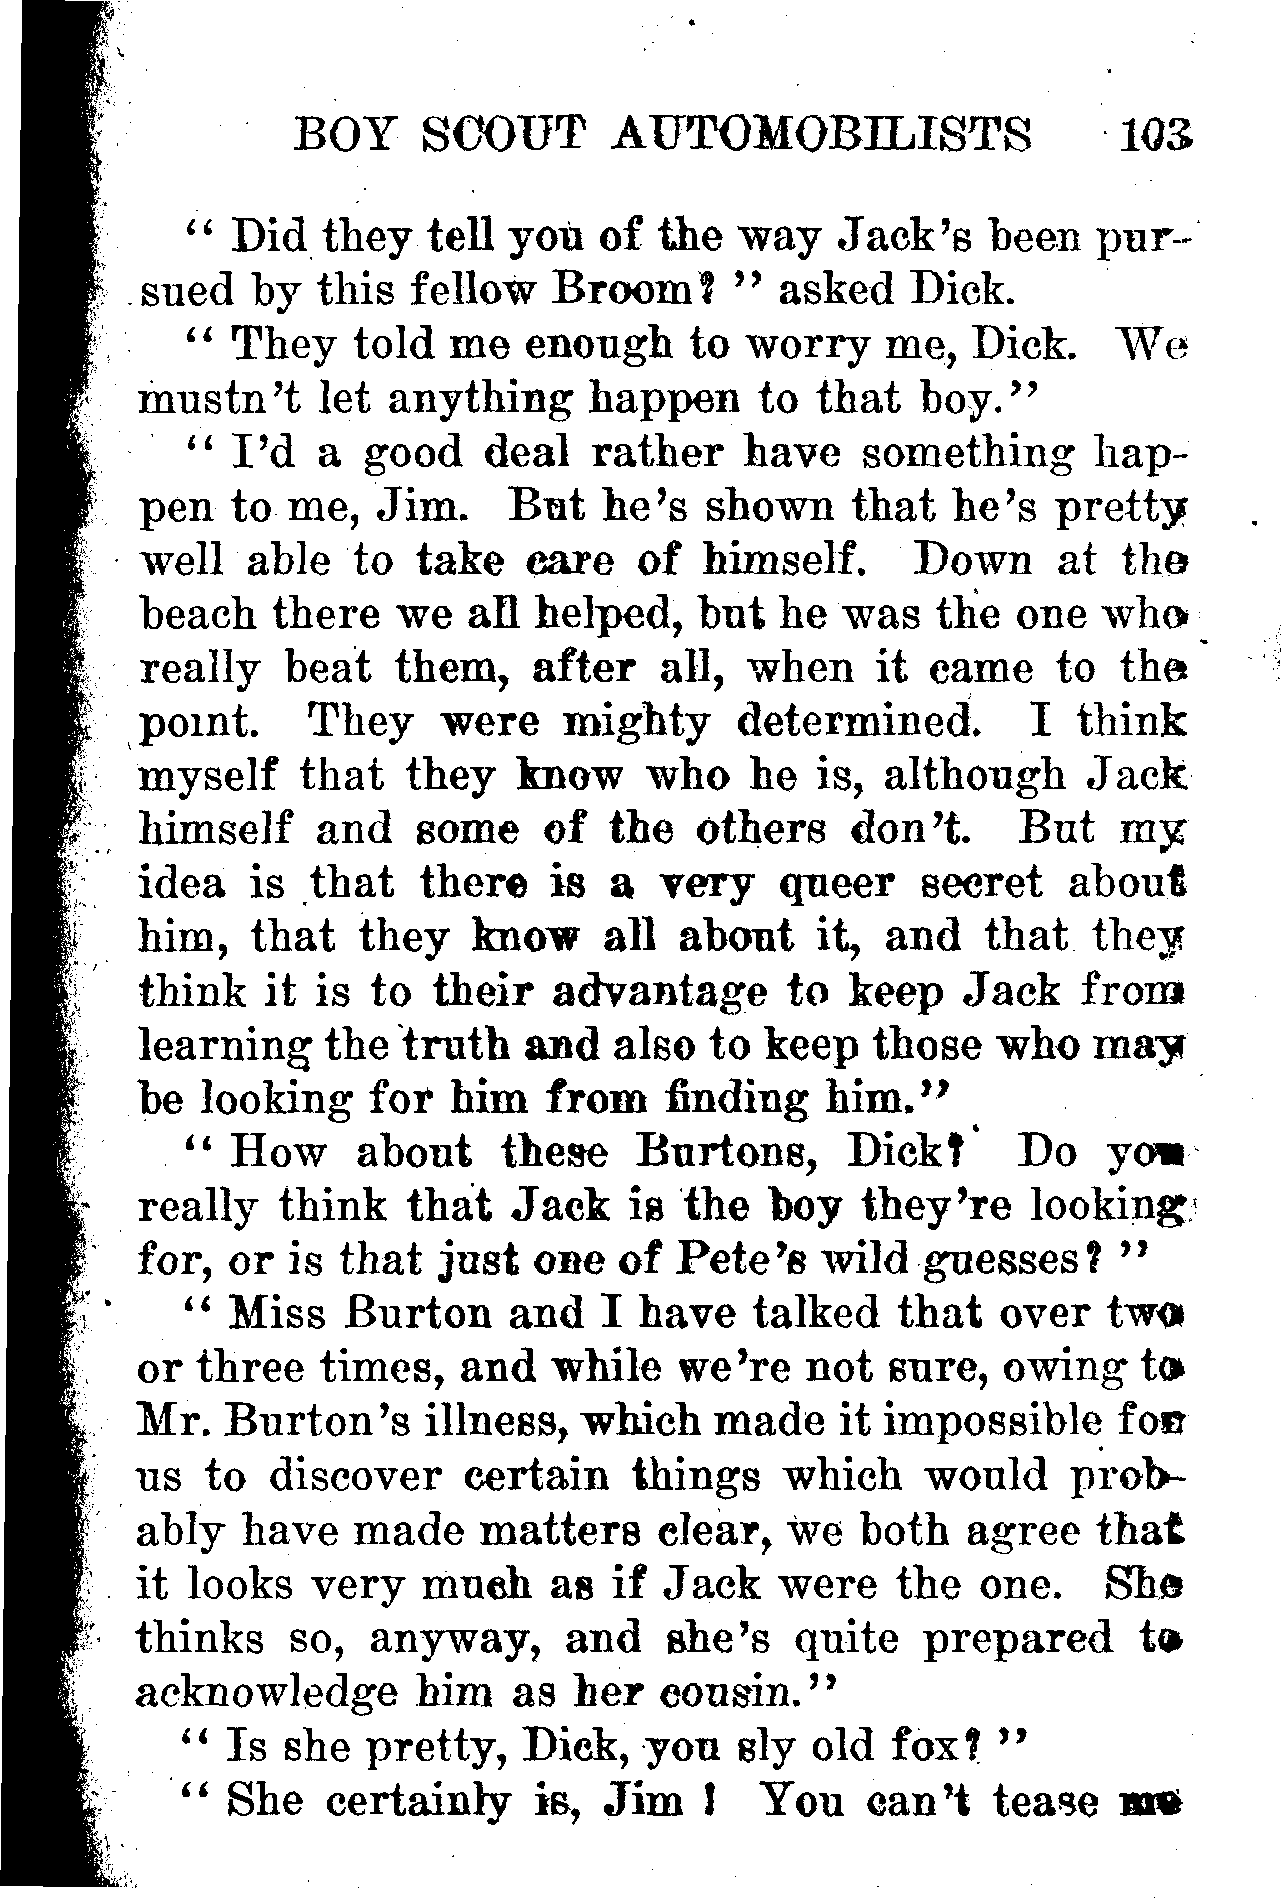 BOY SCOUT AUTOMOBILISTS 103
" Did they tell you of the way Jack's been pur-
sued by this fellow Broom? " asked Dick.
" They told me enough to worry me, Dick. We
mustn't let anything happen to that boy."
" I'd a good deal rather have something hap-
pen to me, Jim. But he's shown that he's pretty
well able to take care of himself. Down at the
beach there we all helped, but he was the one who
really beat them, after all, when it came to the
point. They were mighty determined. I think
myself that they know who he is, although Jack
himself and some of the others don't. But my
idea is that there is a very queer secret about
him, that they know all about it, and that they
think it is to their advantage to keep Jack from
learning the truth and also to keep those who may
be looking for him from finding him."
" How about these Burtons, Dick? Do you
really think that Jack is the boy they're looking
for, or is that just one of Pete's wild guesses? "
" Miss Burton and I have talked that over two
or three times, and while we're not sure, owing to
Mr. Burton's illness, which made it impossible for
us to discover certain things which would prob-
ably have made matters clear, we both agree that
it looks very much as if Jack were the one. She
thinks so, anyway, and she's quite prepared to
acknowledge him as her cousin."
" Is she pretty, Dick, you sly old fox? "
" She certainly is, Jim ! You can't tease me